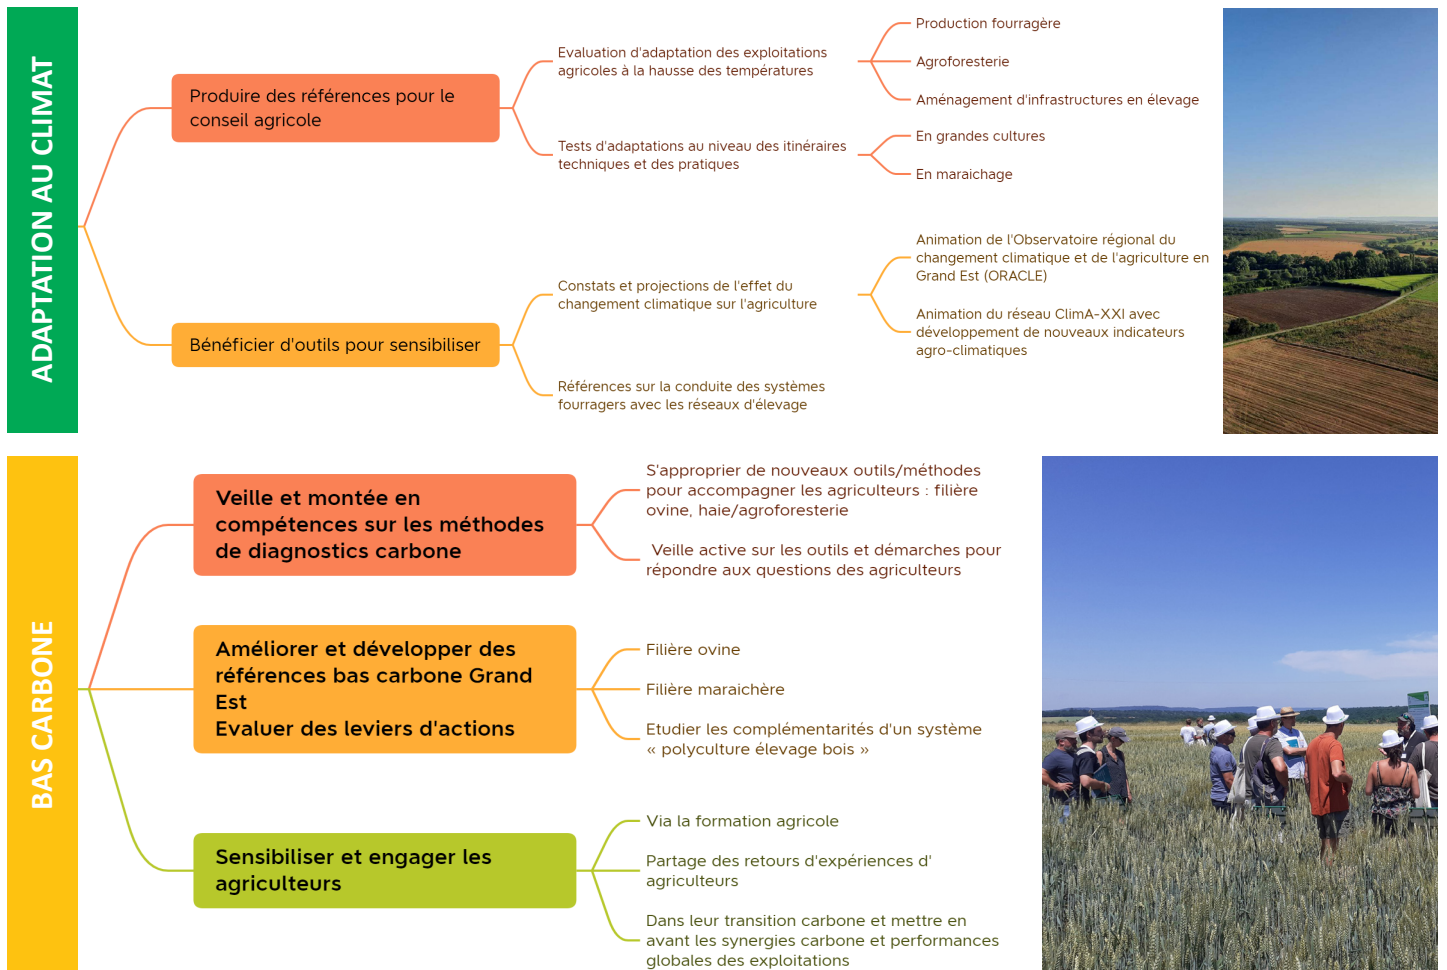 ADAPTATION AU CLIMAT
Produire des références pour le
conseil agricole
Evaluation d'adaptation des exploitations
agricoles à la hausse des températures
Production fourragère
Agroforesterie
Aménagement d'infrastructures en élevage
Tests d'adaptations au niveau des itinéraires
techniques et des pratiques
En grandes cultures
En maraichage
Bénéficier d'outils pour sensibiliser
Constats et projections de l'effet du
changement climatique sur l'agriculture
Animation de l'Observatoire régional du
changement climatique et de l'agriculture en
Grand Est (ORACLE)
Animation du réseau ClimA-XXI avec
développement de nouveaux indicateurs
agro-climatiques
Références sur la conduite des systèmes
fourragers avec les réseaux d'élevage
BAS CARBONE
Veille et montée en
compétences sur les méthodes
de diagnostics carbone
S'approprier de nouveaux outils/méthodes
pour accompagner les agriculteurs : filière
ovine, haie/agroforesterie
Veille active sur les outils et démarches pour
répondre aux questions des agriculteurs
Améliorer et développer des
références bas carbone Grand
Est
Evaluer des leviers d'actions
Filière ovine
Filière maraichère
Etudier les complémentarités d'un système
« polyculture élevage bois »
Sensibiliser et engager les
agriculteurs
Via la formation agricole
Partage des retours d'expériences d'
agriculteurs
Dans leur transition carbone et mettre en
avant les synergies carbone et performances
globales des exploitations